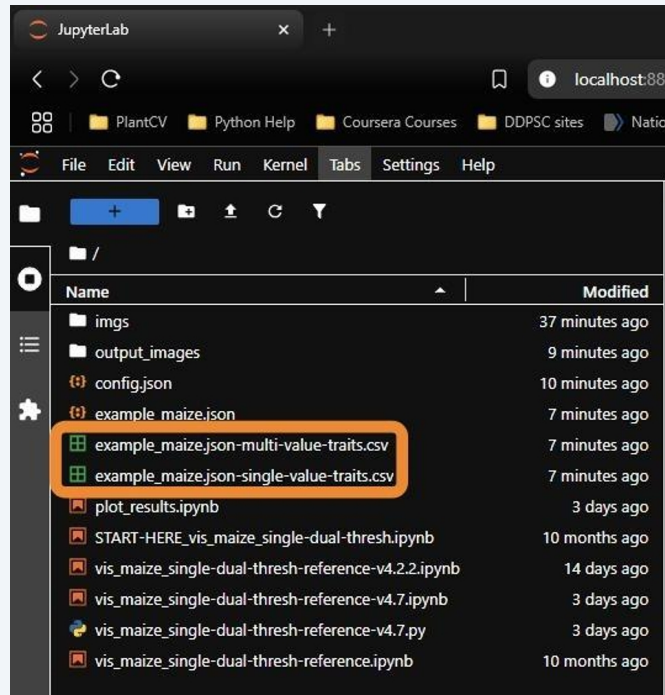 JupyterLab
localhost:88
PlantCV Python Help Coursera Courses DDPSC sites
File Edit View Run Kernel Tabs Settings Help
/
Name Modified
imgs 37 minutes ago
output_images 9 minutes ago
config.json 10 minutes ago
example_maize.json 7 minutes ago
example_maize.json-multi-value-traits.csv 7 minutes ago
example_maize.json-single-value-traits.csv 7 minutes ago
plot_results.ipynb 3 days ago
START-HERE_vis_maize_single-dual-thresh.ipynb 10 months ago
vis_maize_single-dual-thresh-reference-v4.2.2.ipynb 14 days ago
vis_maize_single-dual-thresh-reference-v4.7.ipynb 3 days ago
vis_maize_single-dual-thresh-reference-v4.7.py 3 days ago
vis_maize_single-dual-thresh-reference.ipynb 10 months ago